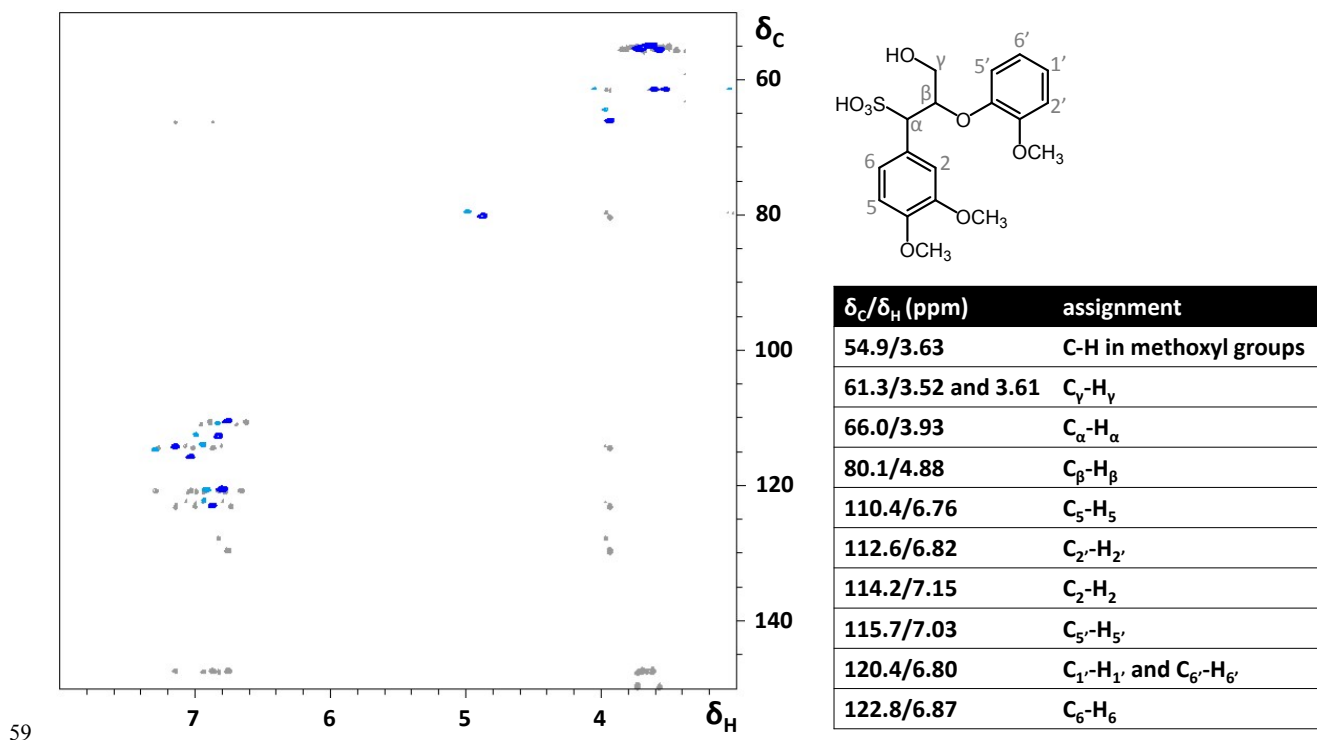 δC
60
80
100
120
140
7
5
4
δH
HO
γ
5'
6'
1'
2'
HO3S
β
α
O
OCH3
6
2
5
OCH3
OCH3
δC/δH (ppm) assignment
54.9/3.63 C-H in methoxyl groups
61.3/3.52 and 3.61 Cγ-Hγ
66.0/3.93 Cα-Hα
80.1/4.88 Cβ-Hβ
110.4/6.76 C5-H5
112.6/6.82 C2'-H2'
114.2/7.15 C2-H2
115.7/7.03 C5'-H5'
120.4/6.80 C1'-H1' and C6'-H6'
122.8/6.87 C6-H6
59